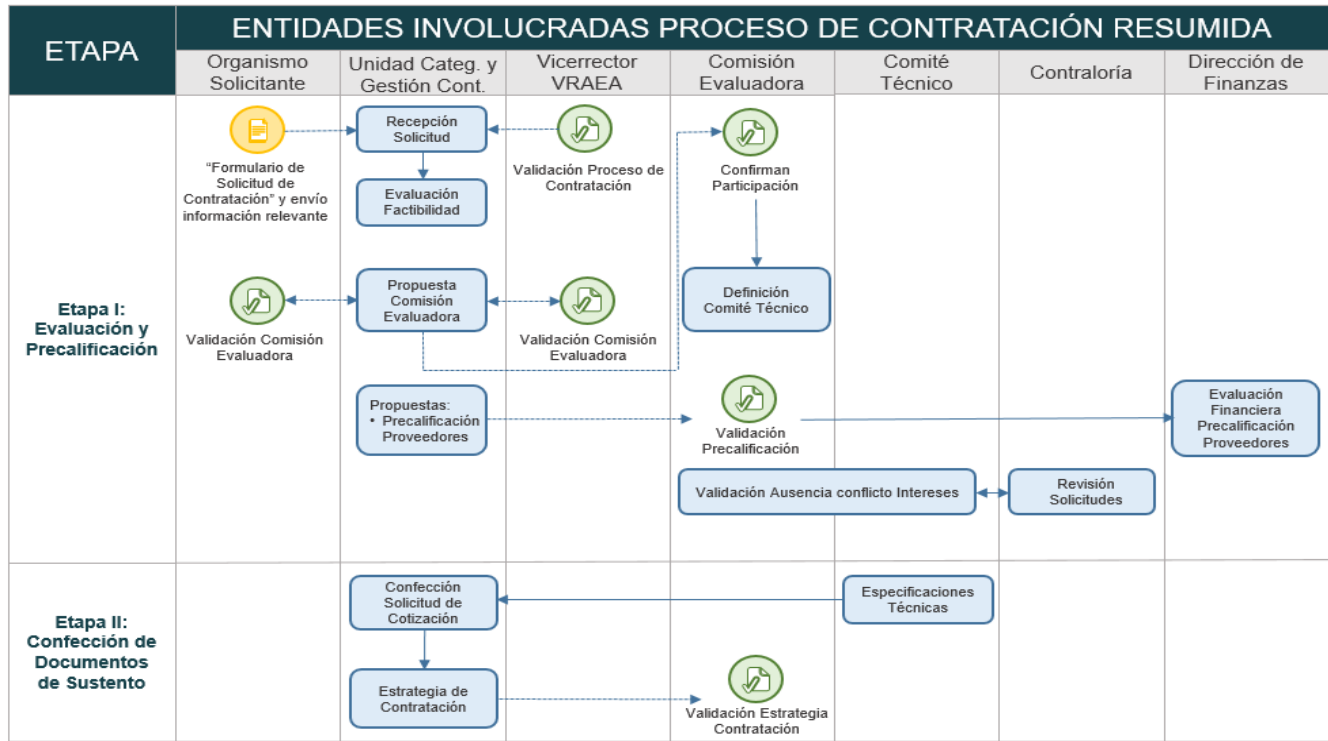 ETAPA
ENTIDADES INVOLUCRADAS PROCESO DE CONTRATACIÓN RESUMIDA
Organismo
Solicitante
Unidad Categ. y
Gestión Cont.
Vicerrector
VRAEA
Comisión
Evaluadora
Comité
Técnico
Contraloría
Dirección de
Finanzas
Etapa I:
Evaluación y
Precalificación
“Formulario de
Solicitud de
Contratación” y envío
información relevante
Recepción
Solicitud
Evaluación
Factibilidad
Validación Proceso de
Contratación
Confirman
Participación
Definición
Comité Técnico
Validación Comisión
Evaluadora
Propuesta
Comisión
Evaluadora
Validación Comisión
Evaluadora
Propuestas:
• Precalificación
Proveedores
Validación
Precalificación
Evaluación
Financiera
Precalificación
Proveedores
Validación Ausencia conflicto Intereses
Revisión
Solicitudes
Etapa II:
Confección de
Documentos
de Sustento
Confección
Solicitud de
Cotización
Especificaciones
Técnicas
Estrategia de
Contratación
Validación Estrategia
Contratación